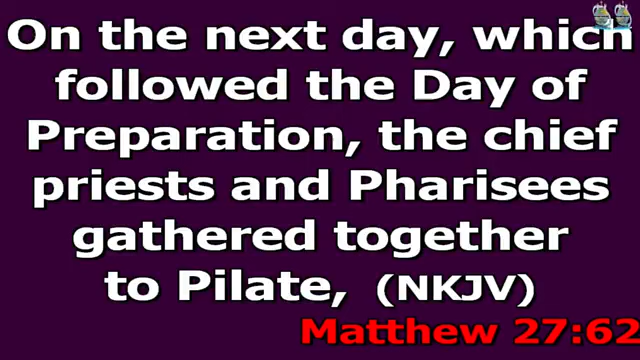 On the next day, which
followed the Day of
Preparation, the chief
priests and Pharisees
gathered together
to Pilate, (NKJV)
Matthew 27:62